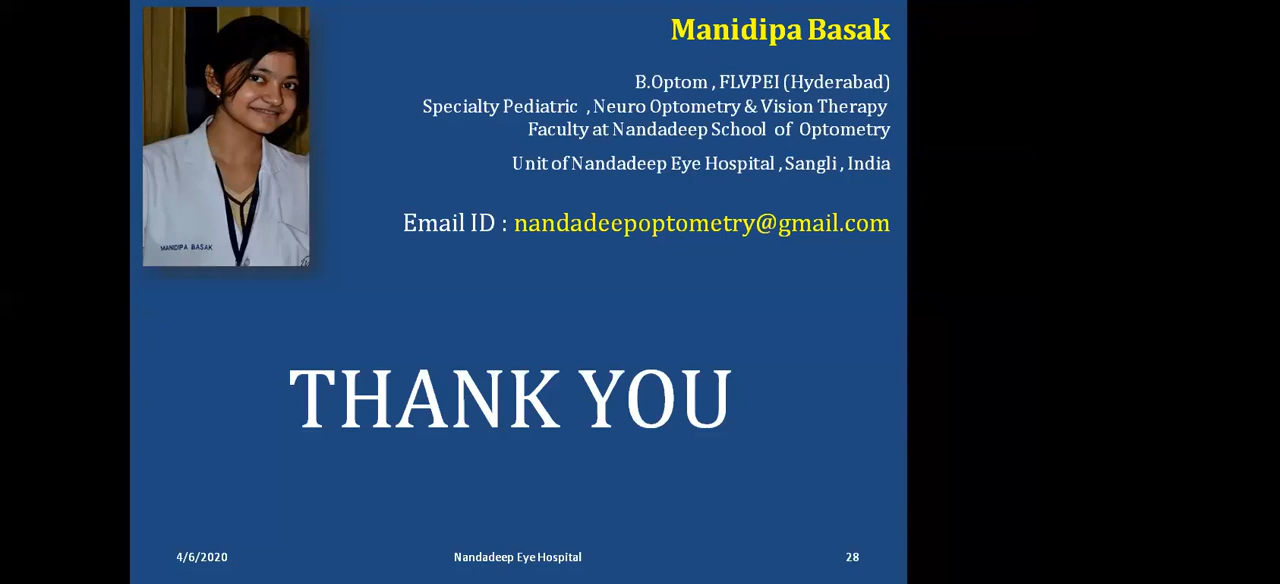 Manidipa Basak
B.Optom , FLVPEI (Hyderabad)
Specialty Pediatric , Neuro Optometry & Vision Therapy
Faculty at Nandadeep School of Optometry
Unit of Nandadeep Eye Hospital , Sangli , India
Email ID : nandadeepoptometry@gmail.com
MANIDIPA BASAK
THANK YOU
4/6/2020 Nandadeep Eye Hospital 28